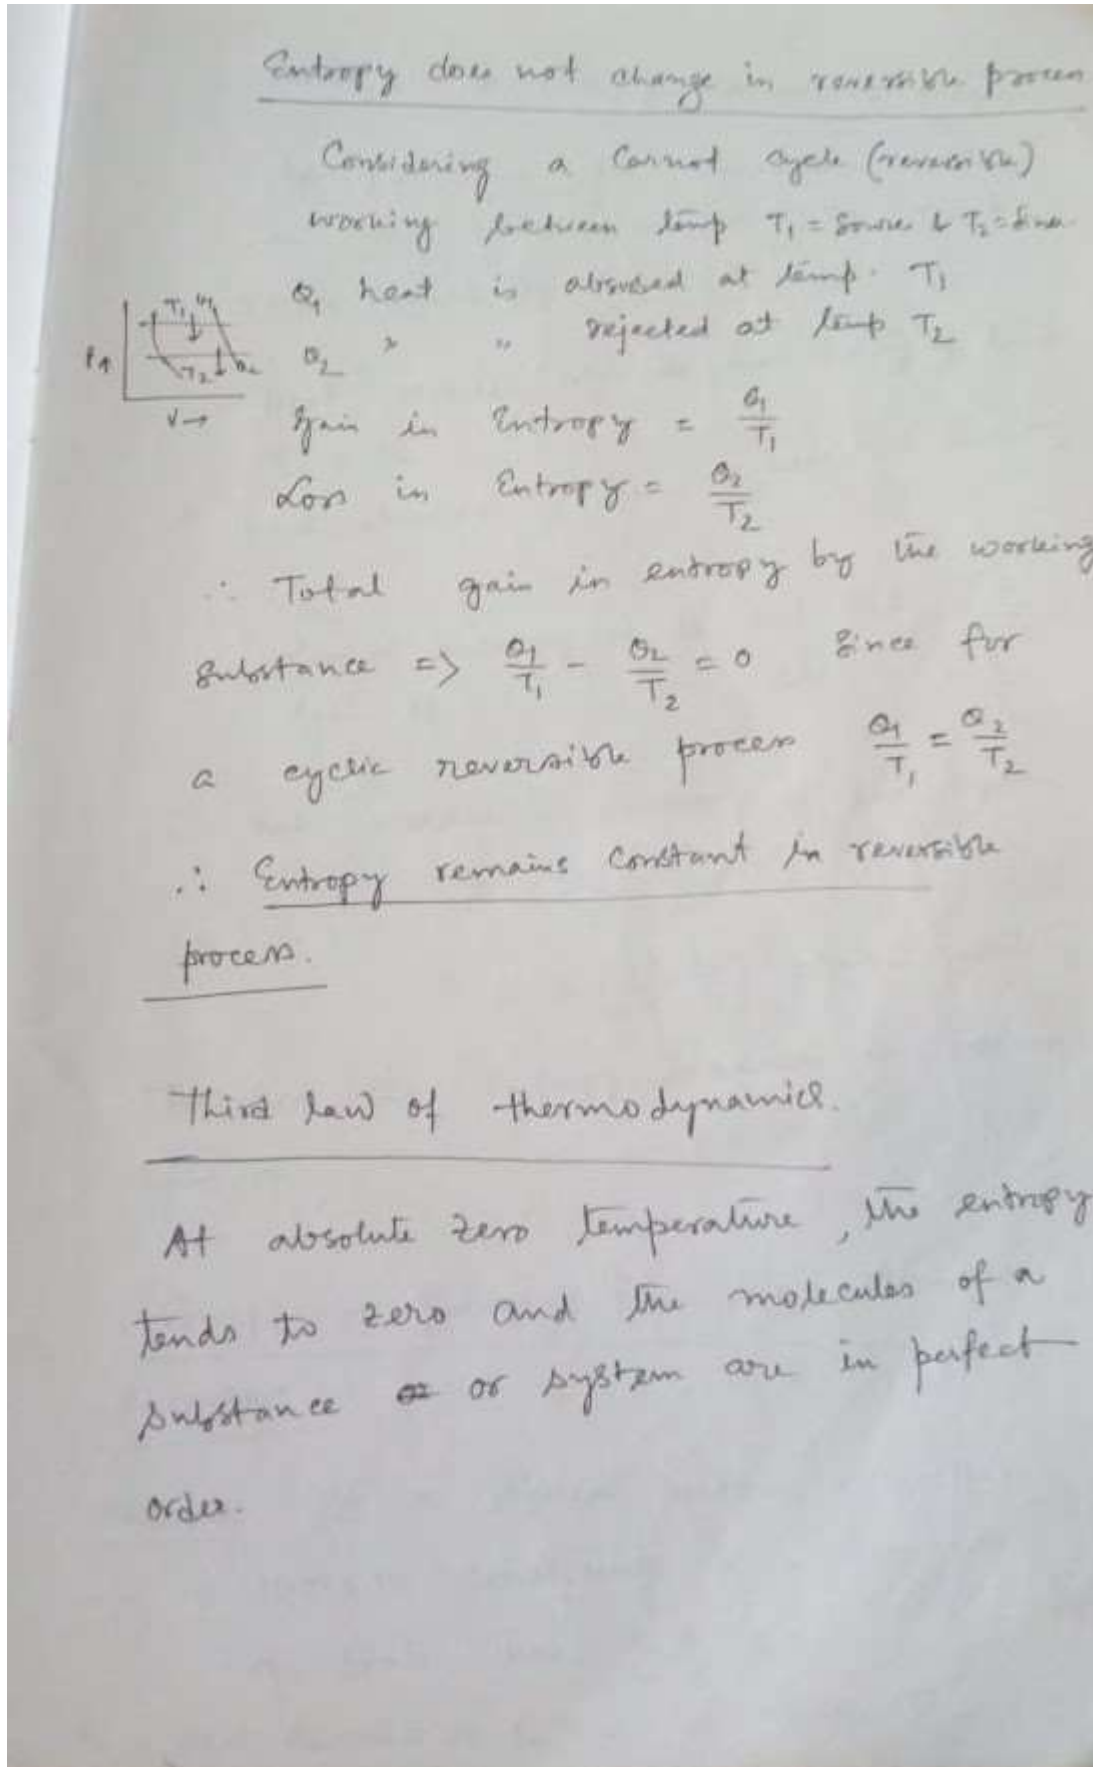 Entropy does not change in reversible process
Considering a Carnot cycle (reversible)
working between temp T₁ = Source & T₂ = Sink
Q₁ heat is absorbed at temp. T₁
Q₂ " " rejected at temp T₂
T₁ Q₁
P↑ T₂ Q₂
V→
Gain in Entropy = Q₁/T₁
Loss in Entropy = Q₂/T₂
∴ Total gain in entropy by the working
substance => Q₁/T₁ - Q₂/T₂ = 0 Since for
a cyclic reversible process Q₁/T₁ = Q₂/T₂
∴ Entropy remains constant in reversible
process.
Third law of thermodynamics.
At absolute zero temperature, the entropy
tends to zero and the molecules of a
substance or system are in perfect
order.